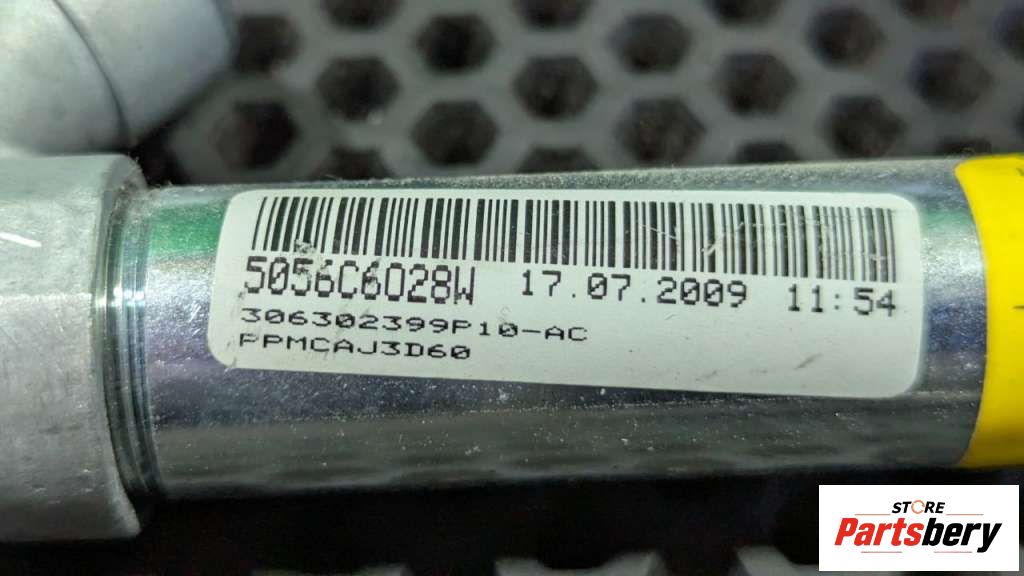 5056C6028W 17.07.2009 11:54
306302399P10-AC
PPMCAJ3D60
STORE
Partsbery